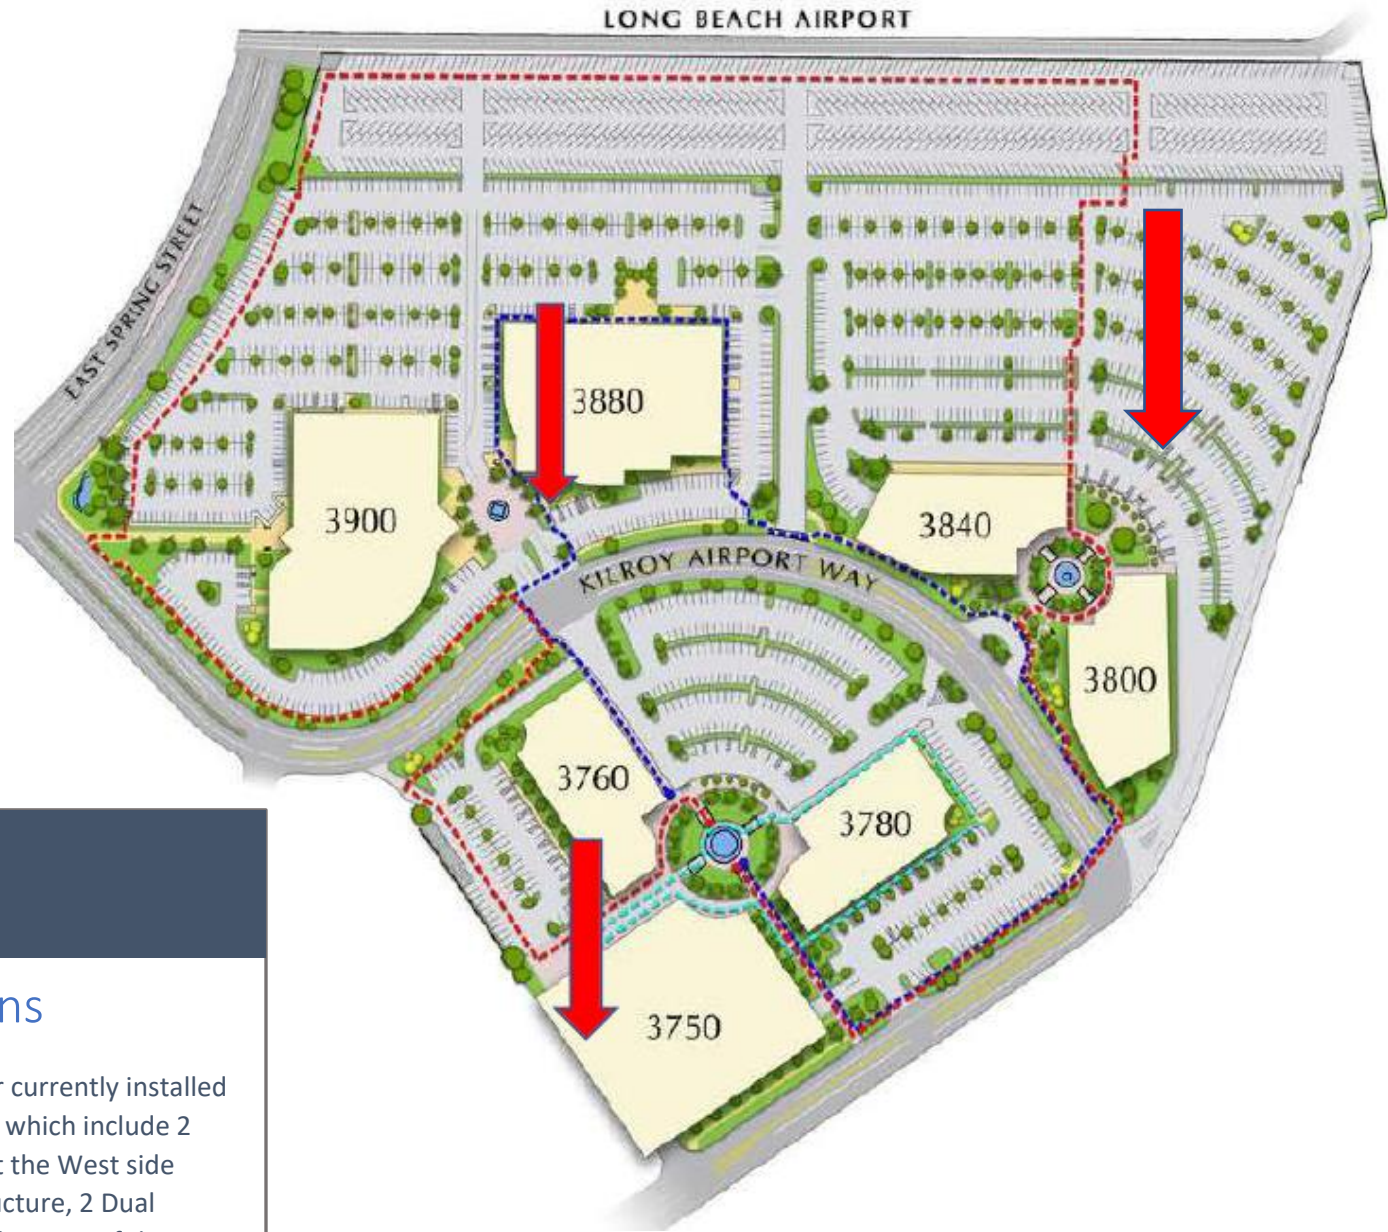 LONG BEACH AIRPORT
EAST SPRING STREET
3880
3900
3840
KILROY AIRPORT WAY
3800
3760
3780
3750
ns
r currently installed
which include 2
t the West side
ucture, 2 Dual